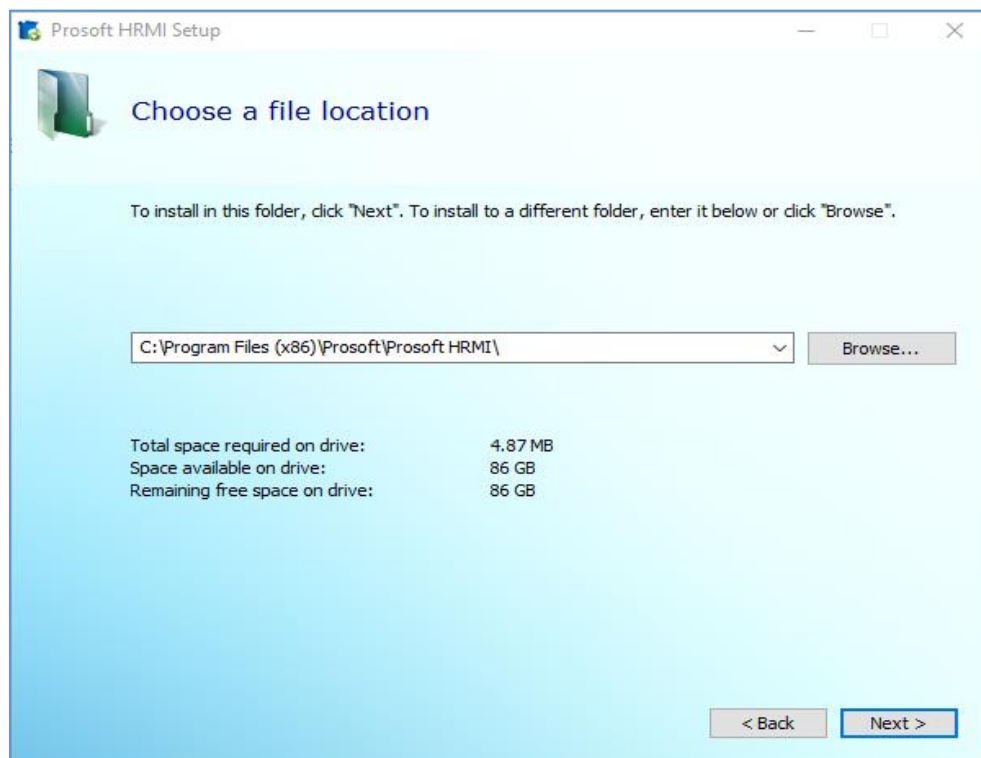 Prosoft HRMI Setup
Choose a file location
To install in this folder, click "Next". To install to a different folder, enter it below or click "Browse".
C:\Program Files (x86)\Prosoft\Prosoft HRMI\
Browse...
Total space required on drive: 4.87 MB
Space available on drive: 86 GB
Remaining free space on drive: 86 GB
< Back Next >